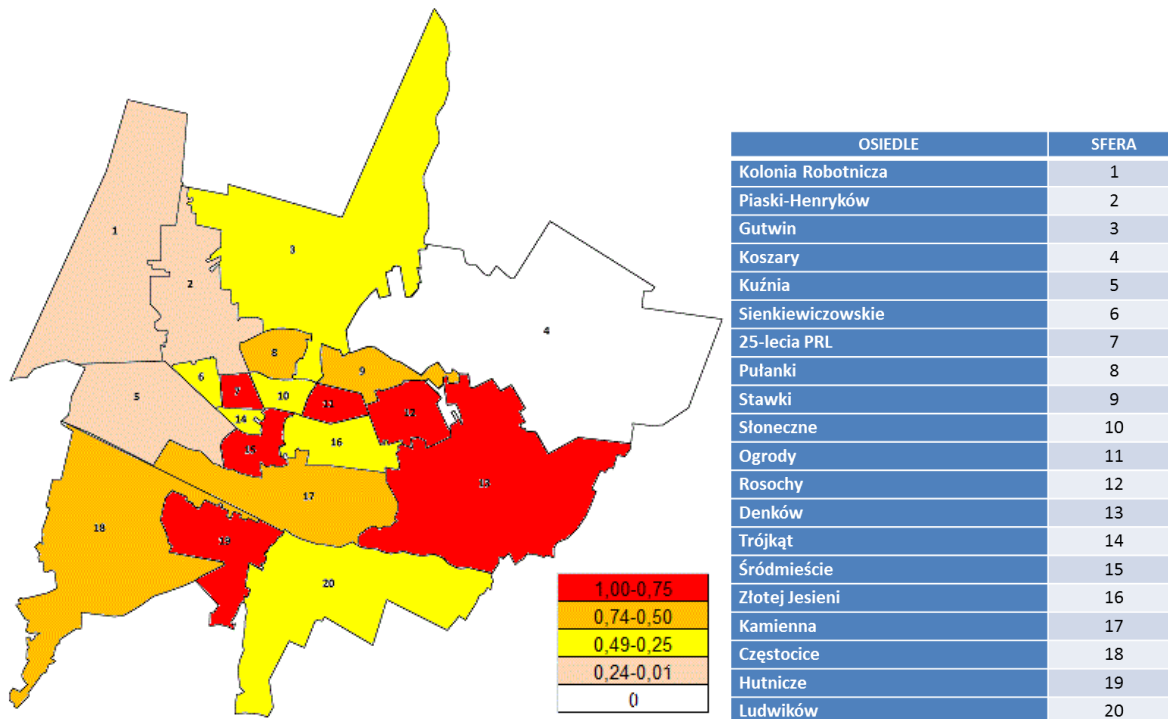 1
2
3
4
5
6
7
8
9
10
11
12
13
14
15
16
17
18
19
20
1,00-0,75
0,74-0,50
0,49-0,25
0,24-0,01
0
OSIEDLE SFERA
Kolonia Robotnicza 1
Piaski-Henryków 2
Gutwin 3
Koszary 4
Kuźnia 5
Sienkiewiczowskie 6
25-lecia PRL 7
Pułanki 8
Stawki 9
Słoneczne 10
Ogrody 11
Rosochy 12
Denków 13
Trójkąt 14
Śródmieście 15
Złotej Jesieni 16
Kamienna 17
Częstocice 18
Hutnicze 19
Ludwików 20